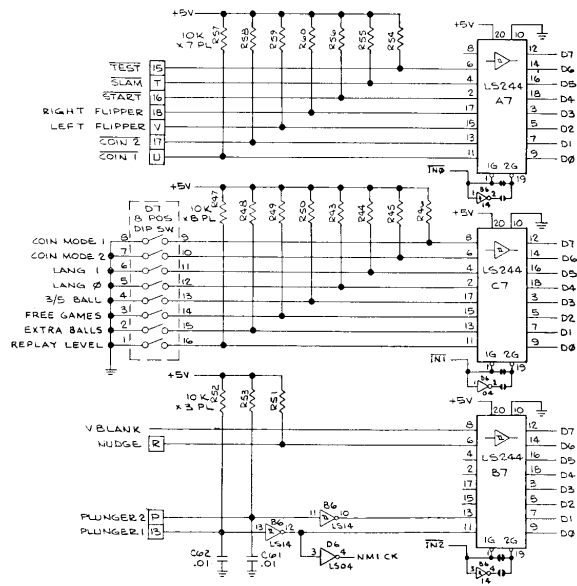 +5V
10K
x 7 PL
R57
R58
R59
R60
R56
R55
R54
+5V
20 10
LS244
A7
8 12 D7
TEST 15 6 14 D6
SLAM T 4 16 D5
START 16 2 18 D4
RIGHT FLIPPER 18 17 3 D3
LEFT FLIPPER V 15 5 D2
COIN 2 17 13 7 D1
COIN 1 U 11 9 D0
IN0
1G 2G
1 19
B6
1 2
14
+5V
10K
x 8 PL
R47
R48
R49
R50
R43
R44
R45
D7
8 POS
DIP SW
+5V
20 10
LS244
C7
COIN MODE 1 8 9 8 12 D7
COIN MODE 2 7 10 6 14 D6
LANG 1 6 11 4 16 D5
LANG 0 5 12 2 18 D4
3/5 BALL 4 13 17 3 D3
FREE GAMES 3 14 15 5 D2
EXTRA BALLS 2 15 13 7 D1
REPLAY LEVEL 1 16 11 9 D0
IN1
1G 2G
1 19
D6
1 2
04
+5V
10K
x 3 PL
R52
R53
R51
+5V
20 10
LS244
B7
VBLANK 8 12 D7
NUDGE R 6 14 D6
4 16 D5
2 18 D4
17 3 D3
15 5 D2
B6
11 10
LS14
PLUNGER 2 P 13 7 D1
PLUNGER 1 13 11 9 D0
13 B6 12
LS14
C62
.01
C61
.01
D6
3 4
LS04
NMICK
IN2
1G 2G
1 19
B6
14